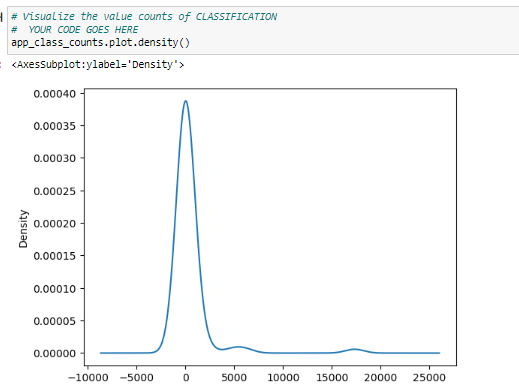 # Visualize the value counts of CLASSIFICATION
# YOUR CODE GOES HERE
app_class_counts.plot.density()
<AxesSubplot:ylabel='Density'>
0.00040
0.00035
0.00030
0.00025
0.00020
0.00015
0.00010
0.00005
0.00000
Density
−10000 −5000 0 5000 10000 15000 20000 25000